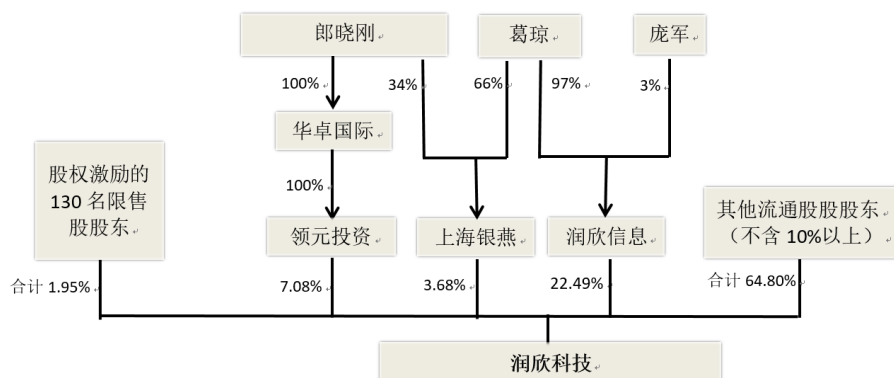 郎晓刚
葛琼
庞军
100%
34%
66%
97%
3%
华卓国际
股权激励的
130 名限售
股股东
100%
领元投资
上海银燕
润欣信息
其他流通股股东
（不含 10%以上）
合计 1.95%
7.08%
3.68%
22.49%
合计 64.80%
润欣科技